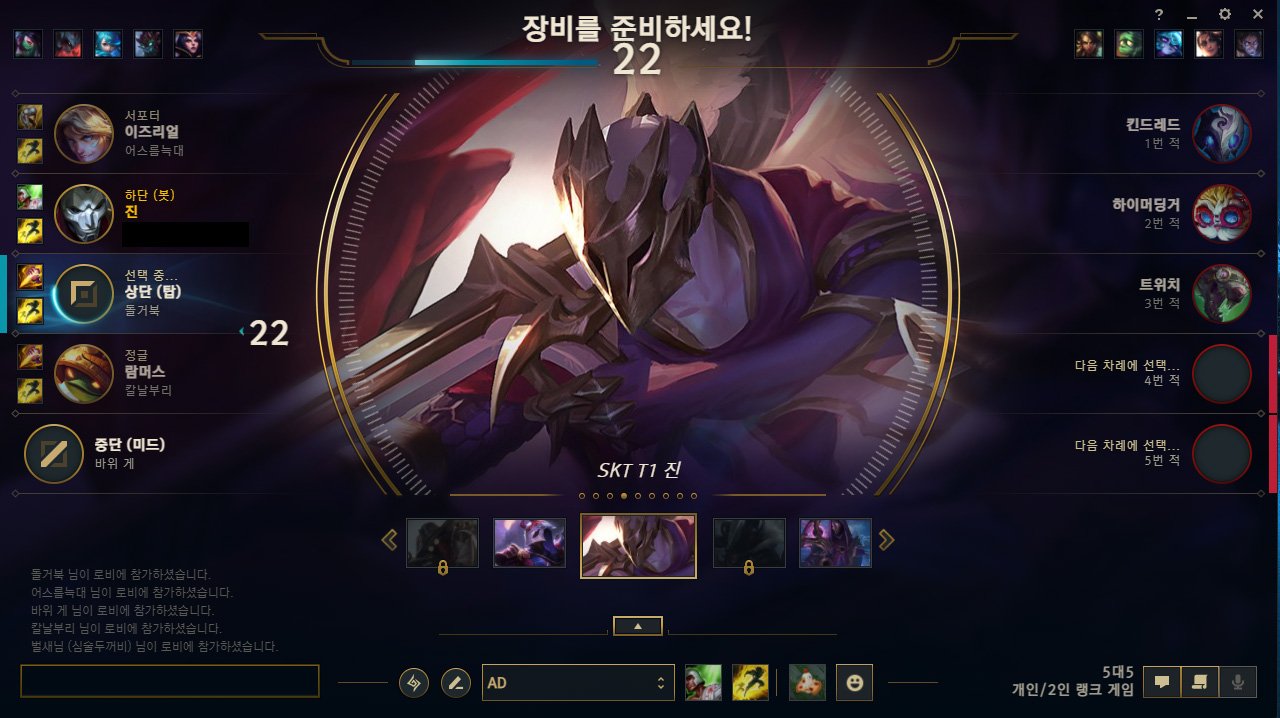 장비를 준비하세요!
22
?
서포터
이즈리얼
어스름늑대
하단 (봇)
진
선택 중...
상단 (탑)
돌거북
22
정글
람머스
칼날부리
중단 (미드)
바위 게
킨드레드
1번 적
하이머딩거
2번 적
트위치
3번 적
다음 차례에 선택...
4번 적
다음 차례에 선택...
5번 적
SKT T1 진
돌거북 님이 로비에 참가하셨습니다.
어스름늑대 님이 로비에 참가하셨습니다.
바위 게 님이 로비에 참가하셨습니다.
칼날부리 님이 로비에 참가하셨습니다.
벌새님 (심술두꺼비) 님이 로비에 참가하셨습니다.
AD
5대5
개인/2인 랭크 게임